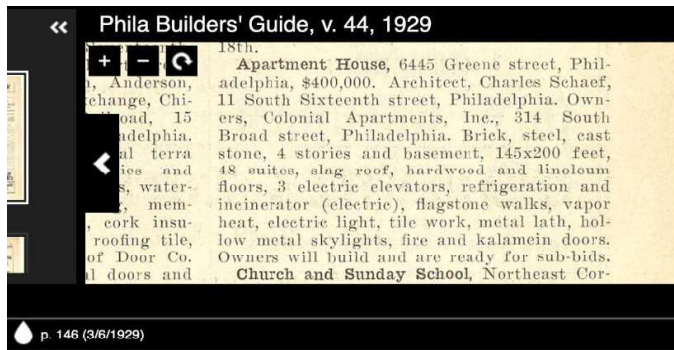 Phila Builders' Guide, v. 44, 1929
18th.
Apartment House, 6445 Greene street, Phil-
adelphia, $400,000. Architect, Charles Schaef,
11 South Sixteenth street, Philadelphia. Own-
ers, Colonial Apartments, Inc., 314 South
Broad street, Philadelphia. Brick, steel, cast
stone, 4 stories and basement, 145x200 feet,
48 suites, slag roof, hardwood and linoloum
floors, 3 electric elevators, refrigeration and
incinerator (electric), flagstone walks, vapor
heat, electric light, tile work, metal lath, hol-
low metal skylights, fire and kalamein doors.
Owners will build and are ready for sub-bids.
Church and Sunday School, Northeast Cor-
Anderson,
Chi-
15
terra
and
water-
mem-
, cork insu-
roofing tile,
of Door Co.
doors and
p. 146 (3/6/1929)